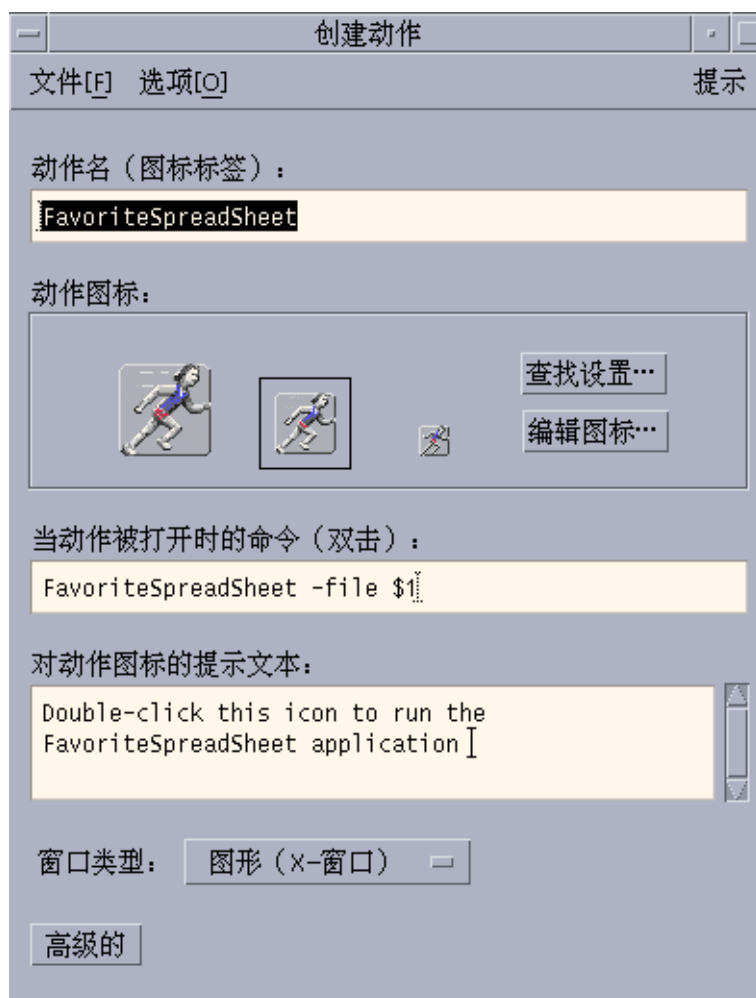 创建动作
文件[F] 选项[O] 提示
动作名（图标标签）：
FavoriteSpreadSheet
动作图标：
查找设置…
编辑图标…
当动作被打开时的命令（双击）：
FavoriteSpreadSheet -file $1
对动作图标的提示文本：
Double-click this icon to run the
FavoriteSpreadSheet application
窗口类型： 图形（X-窗口）
高级的